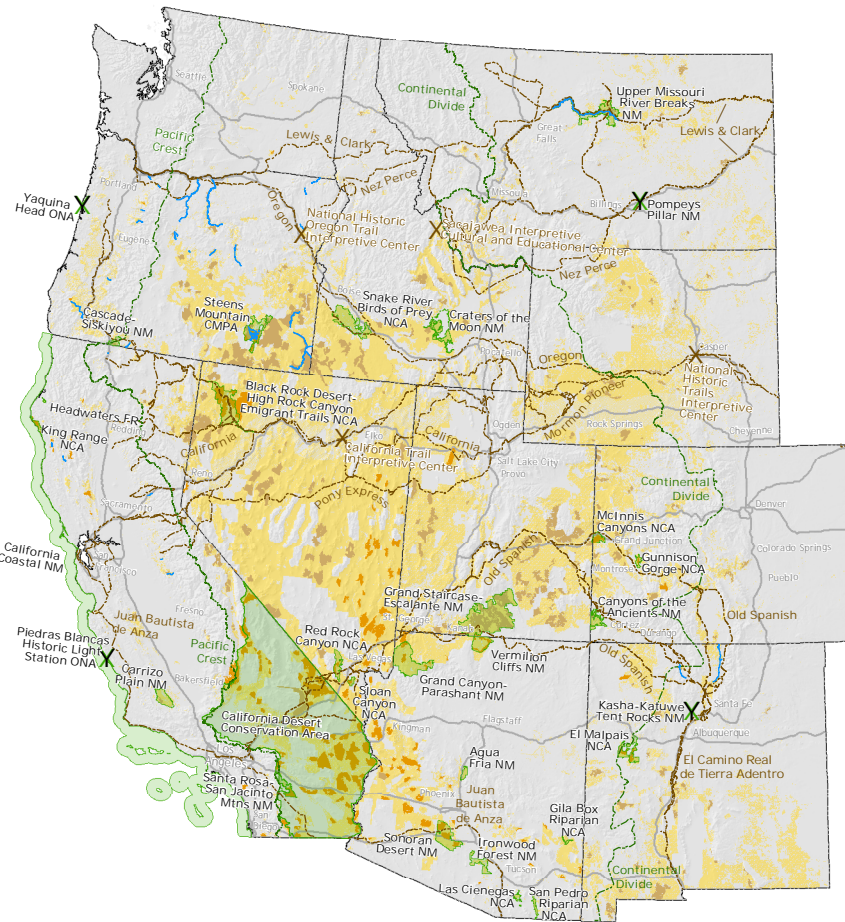 Seattle
Spokane
Continental
Divide
Upper Missouri
River Breaks
NM
Great
Falls
Lewis & Clark
Pacific
Crest
Lewis & Clark
Nez Perce
Missoula
Portland
Yaquina
Head ONA
Billings
Pompeys
Pillar NM
Oregon
National Historic
Oregon Trail
Interpretive Center
Sacajawea Interpretive
Cultural and Educational Center
Eugene
Nez Perce
Boise
Steens
Mountain
CMPA
Snake River
Birds of Prey
NCA
Craters of the
Moon NM
Cascade-
Siskiyou NM
Pocatello
Oregon
Casper
National
Historic
Trails
Interpretive
Center
Black Rock Desert-
High Rock Canyon
Emigrant Trails NCA
Mormon Pioneer
Headwaters FR
Redding
King Range
NCA
California
Elko
California
Ogden
Rock Springs
Cheyenne
California Trail
Interpretive Center
Salt Lake City
Provo
Reno
Pony Express
Continental
Divide
Sacramento
Denver
McInnis
Canyons NCA
Grand Junction
Colorado Springs
California
Coastal NM
San
Francisco
Old Spanish
Montrose
Gunnison
Gorge NCA
Pueblo
Grand Staircase-
Escalante NM
Canyons of the
Ancients NM
Cortez
Durango
Old Spanish
Fresno
Juan Bautista
de Anza
St. George
Kanab
Piedras Blancas
Historic Light
Station ONA
Pacific
Crest
Red Rock
Canyon NCA
Las Vegas
Vermilion
Cliffs NM
Old Spanish
Carrizo
Plain NM
Bakersfield
Grand Canyon-
Parashant NM
Sloan
Canyon
NCA
Kasha-Katuwe
Tent Rocks NM
Santa Fe
California Desert
Conservation Area
Kingman
Flagstaff
El Malpais
NCA
Albuquerque
Los
Angeles
Agua
Fria NM
El Camino Real
de Tierra Adentro
Santa Rosa-
San Jacinto
Mtns NM
Phoenix
Juan
Bautista
de Anza
Gila Box
Riparian
NCA
San
Diego
Sonoran
Desert NM
Ironwood
Forest NM
Tucson
Continental
Divide
Las Cienegas
NCA
San Pedro
Riparian
NCA